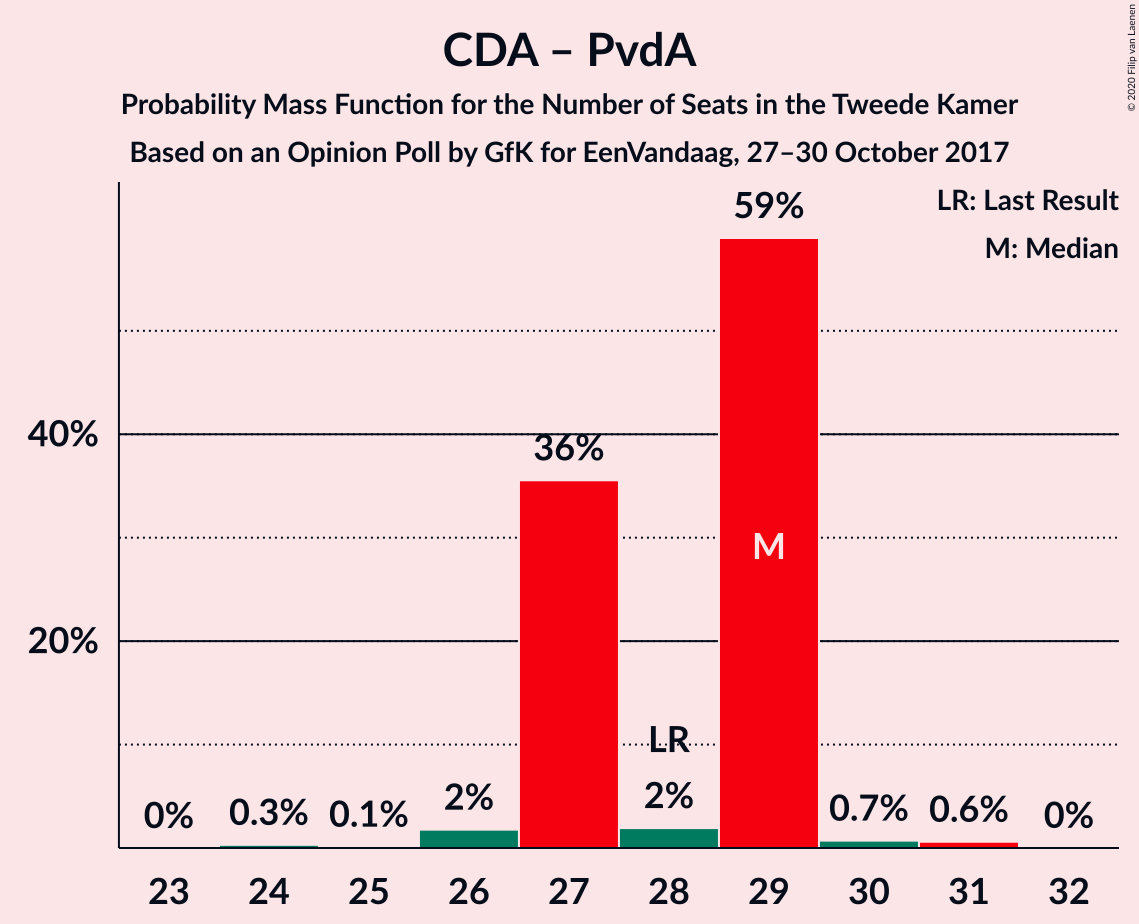 CDA – PvdA
Probability Mass Function for the Number of Seats in the Tweede Kamer
Based on an Opinion Poll by GfK for EenVandaag, 27–30 October 2017
© 2020 Filip van Laenen
LR: Last Result
M: Median
59%
40%
36%
M
20%
LR
0%
0.3%
0.1%
2%
2%
0.7%
0.6%
0%
23 24 25 26 27 28 29 30 31 32